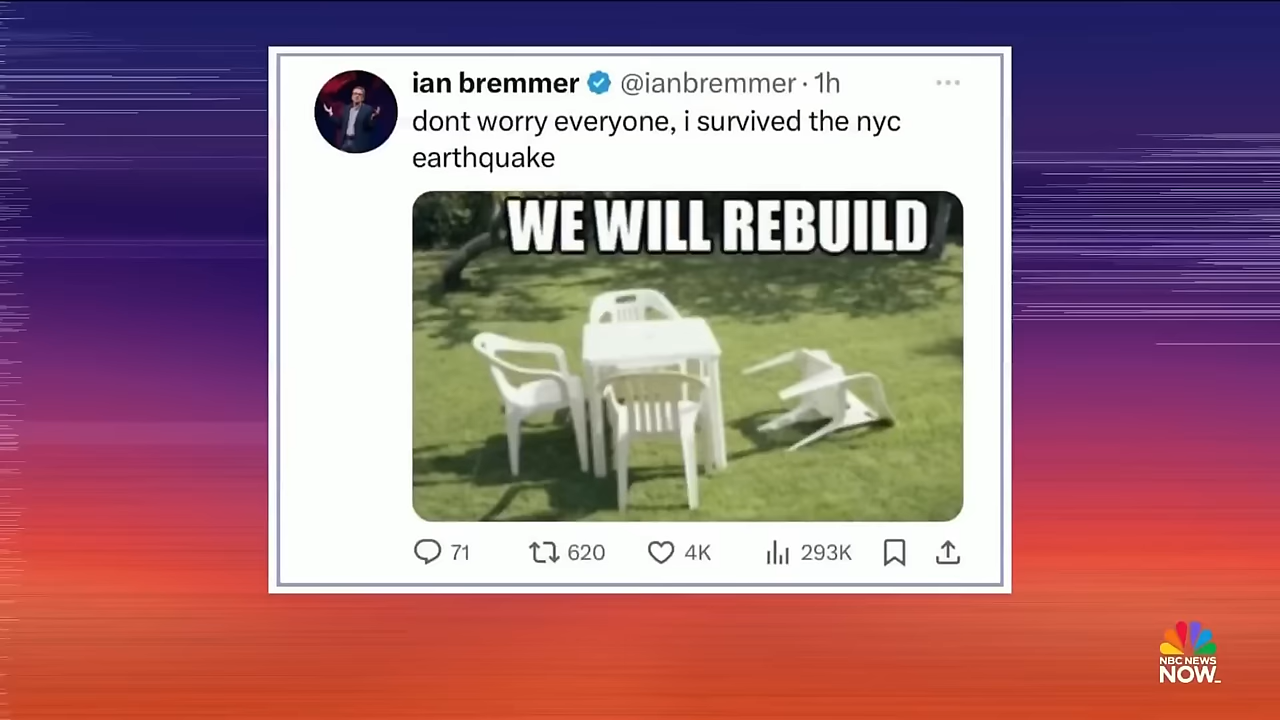 ian bremmer @ianbremmer · 1h
dont worry everyone, i survived the nyc
earthquake
WE WILL REBUILD
71 620 4K 293K
NBC NEWS
NOW